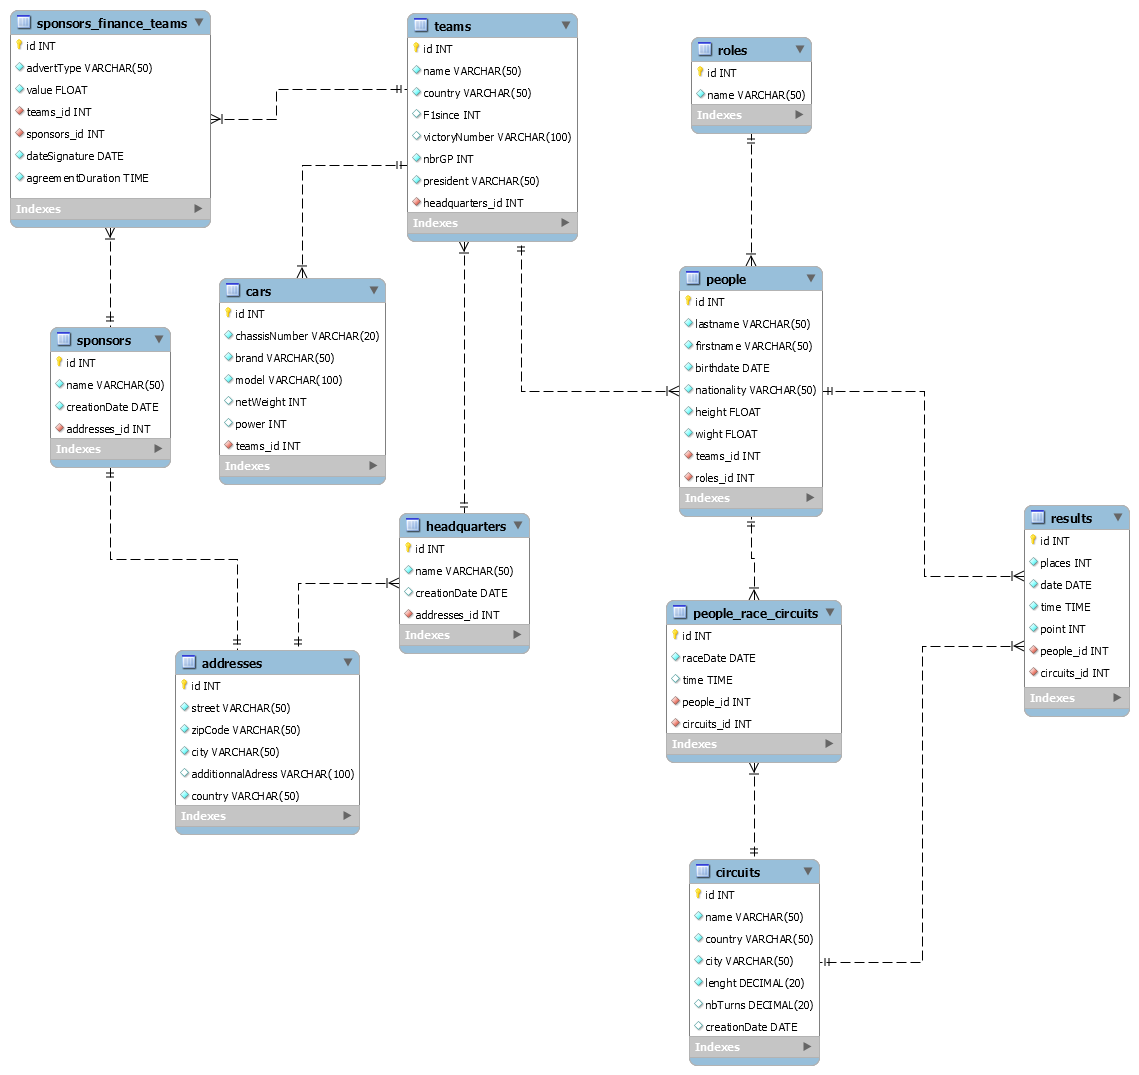 sponsors_finance_teams
id INT
advertType VARCHAR(50)
value FLOAT
teams_id INT
sponsors_id INT
dateSignature DATE
agreementDuration TIME
Indexes
teams
id INT
name VARCHAR(50)
country VARCHAR(50)
F1since INT
victoryNumber VARCHAR(100)
nbrGP INT
president VARCHAR(50)
headquarters_id INT
Indexes
roles
id INT
name VARCHAR(50)
Indexes
cars
id INT
chassisNumber VARCHAR(20)
brand VARCHAR(50)
model VARCHAR(100)
netWeight INT
power INT
teams_id INT
Indexes
people
id INT
lastname VARCHAR(50)
firstname VARCHAR(50)
birthdate DATE
nationality VARCHAR(50)
height FLOAT
wight FLOAT
teams_id INT
roles_id INT
Indexes
sponsors
id INT
name VARCHAR(50)
creationDate DATE
addresses_id INT
Indexes
headquarters
id INT
name VARCHAR(50)
creationDate DATE
addresses_id INT
Indexes
results
id INT
places INT
date DATE
time TIME
point INT
people_id INT
circuits_id INT
Indexes
people_race_circuits
id INT
raceDate DATE
time TIME
people_id INT
circuits_id INT
Indexes
addresses
id INT
street VARCHAR(50)
zipCode VARCHAR(50)
city VARCHAR(50)
additionnalAdress VARCHAR(100)
country VARCHAR(50)
Indexes
circuits
id INT
name VARCHAR(50)
country VARCHAR(50)
city VARCHAR(50)
lenght DECIMAL(20)
nbTurns DECIMAL(20)
creationDate DATE
Indexes